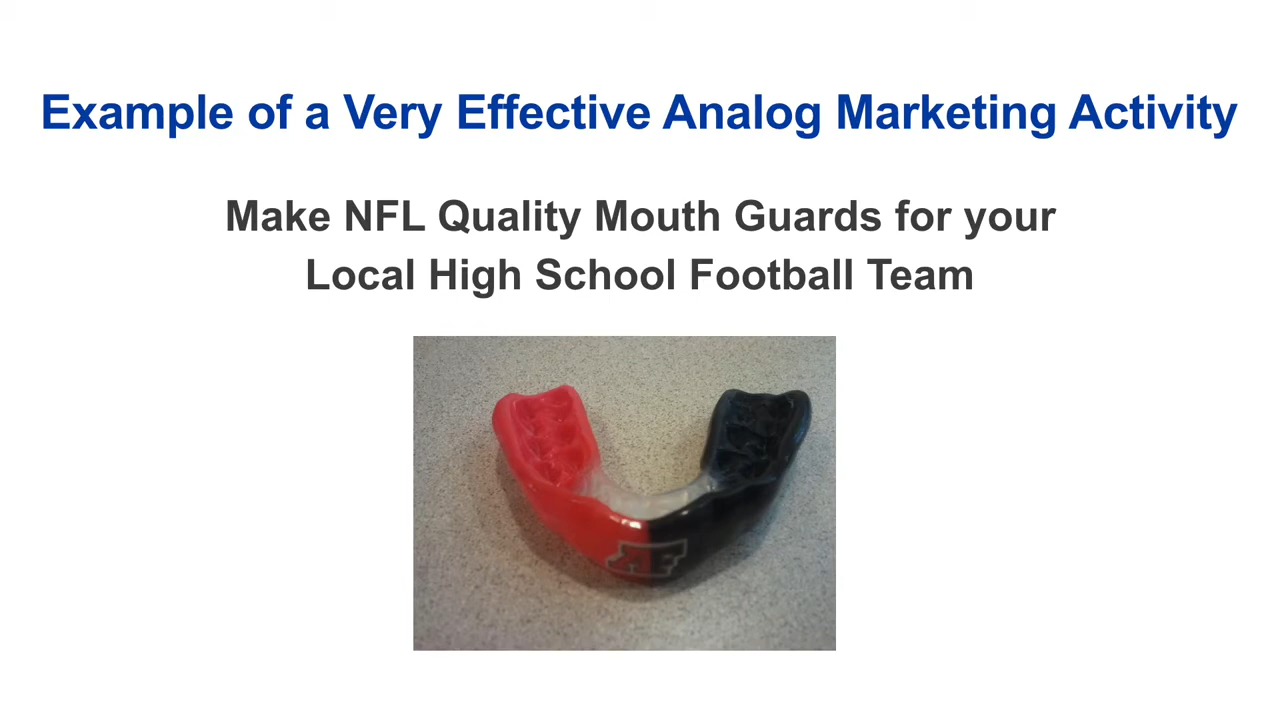 Example of a Very Effective Analog Marketing Activity
Make NFL Quality Mouth Guards for your
Local High School Football Team